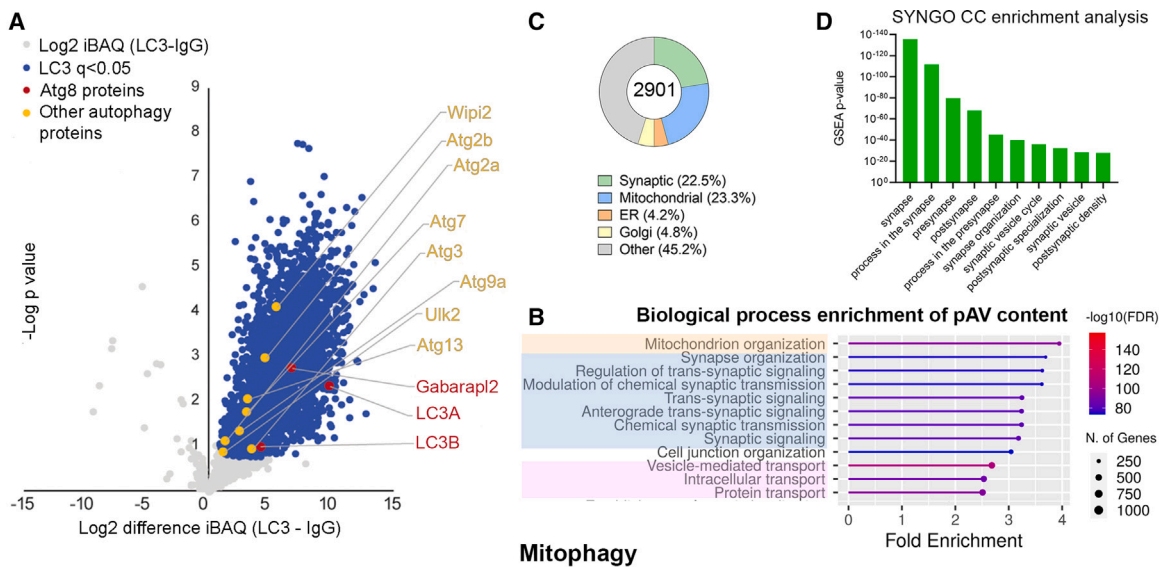 A
Log2 iBAQ (LC3-IgG)
LC3 q<0.05
Atg8 proteins
Other autophagy
proteins
9
8
7
6
5
4
3
2
1
-Log p value
-15
-10
-5
0
5
10
15
Log2 difference iBAQ (LC3 - IgG)
Wipi2
Atg2b
Atg2a
Atg7
Atg3
Atg9a
Ulk2
Atg13
Gabarapl2
LC3A
LC3B
C
2901
Synaptic (22.5%)
Mitochondrial (23.3%)
ER (4.2%)
Golgi (4.8%)
Other (45.2%)
D
SYNGO CC enrichment analysis
GSEA p-value
10-140
10-120
10-100
10-80
10-60
10-40
10-20
100
synapse
process in the synapse
presynapse
postsynapse
process in the presynapse
synapse organization
synaptic vesicle cycle
postsynaptic specialization
synaptic vesicle
postsynaptic density
B
Biological process enrichment of pAV content
Mitochondrion organization
Synapse organization
Regulation of trans-synaptic signaling
Modulation of chemical synaptic transmission
Trans-synaptic signaling
Anterograde trans-synaptic signaling
Chemical synaptic transmission
Synaptic signaling
Cell junction organization
Vesicle-mediated transport
Intracellular transport
Protein transport
0
1
2
3
4
Fold Enrichment
-log10(FDR)
140
120
100
80
N. of Genes
250
500
750
1000
Mitophagy